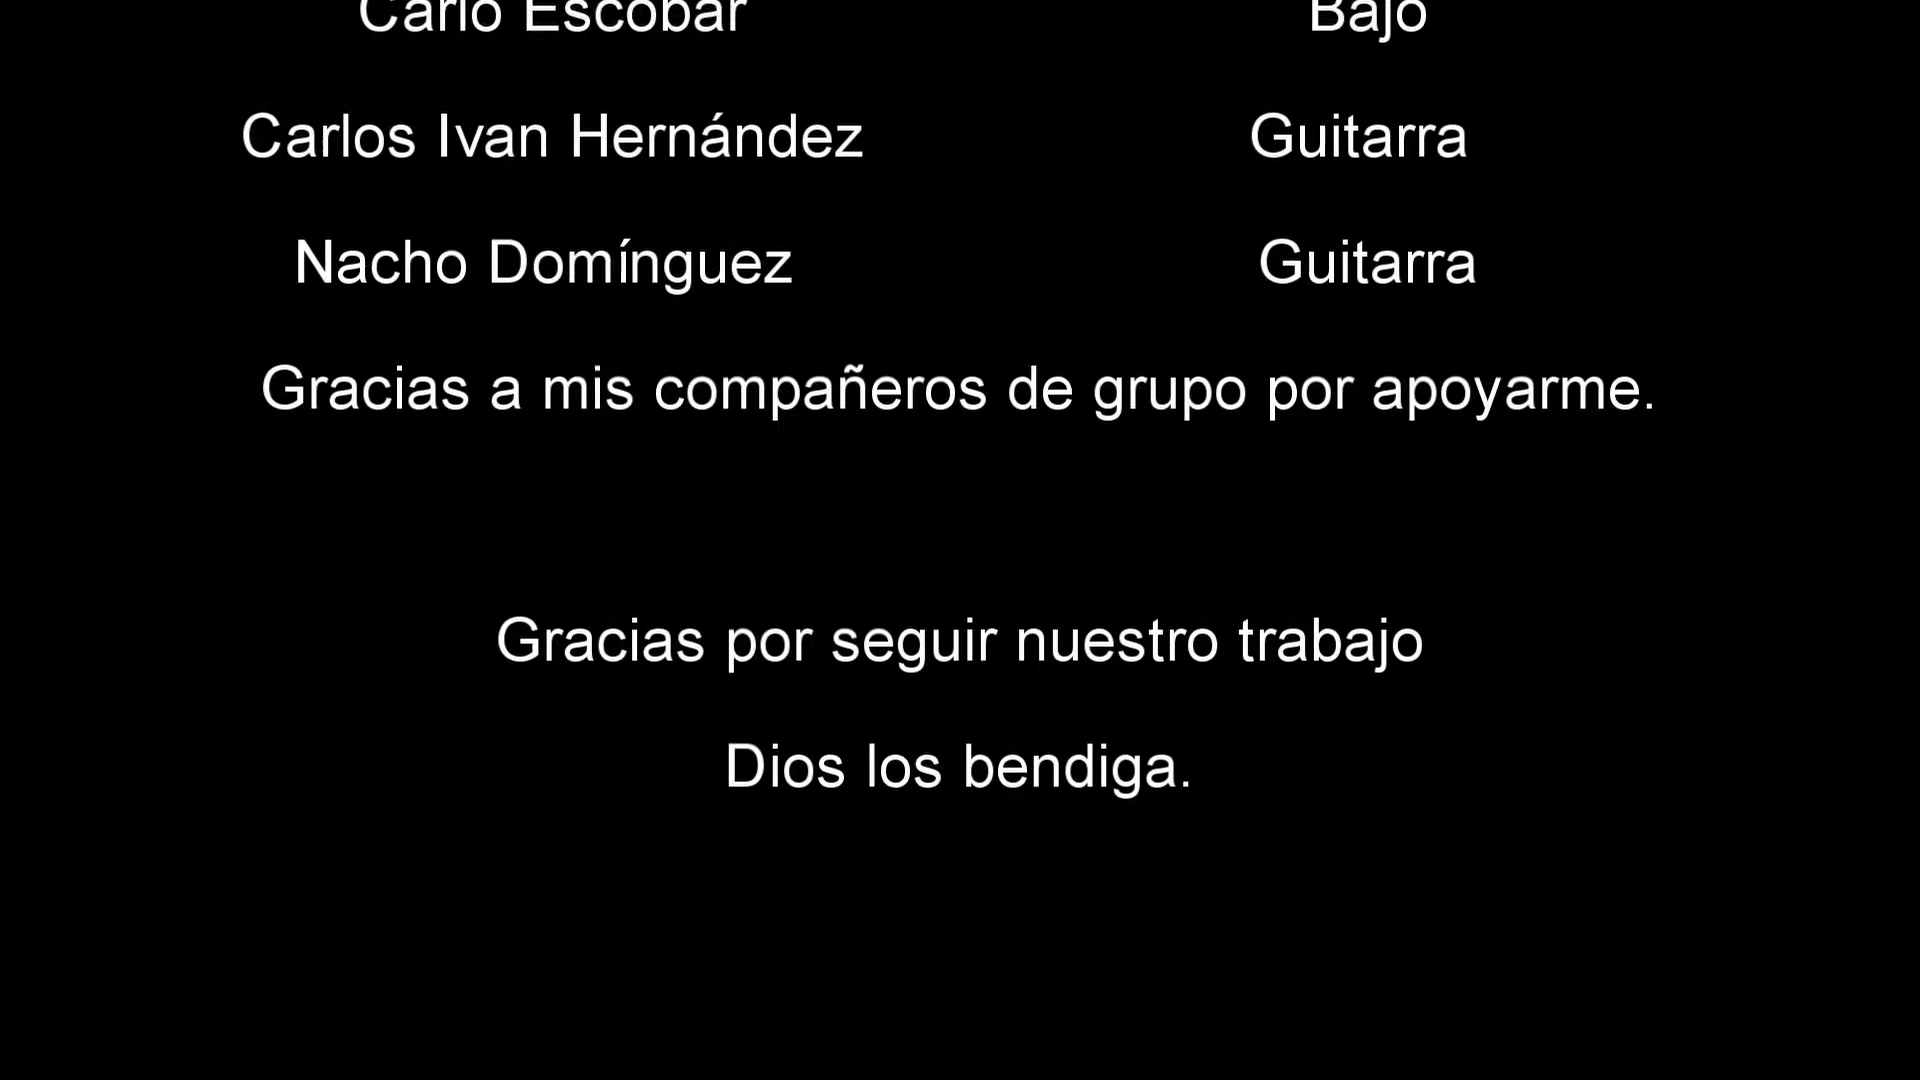 Carlo Escobar Bajo
Carlos Ivan Hernández Guitarra
Nacho Domínguez Guitarra
Gracias a mis compañeros de grupo por apoyarme.
Gracias por seguir nuestro trabajo
Dios los bendiga.